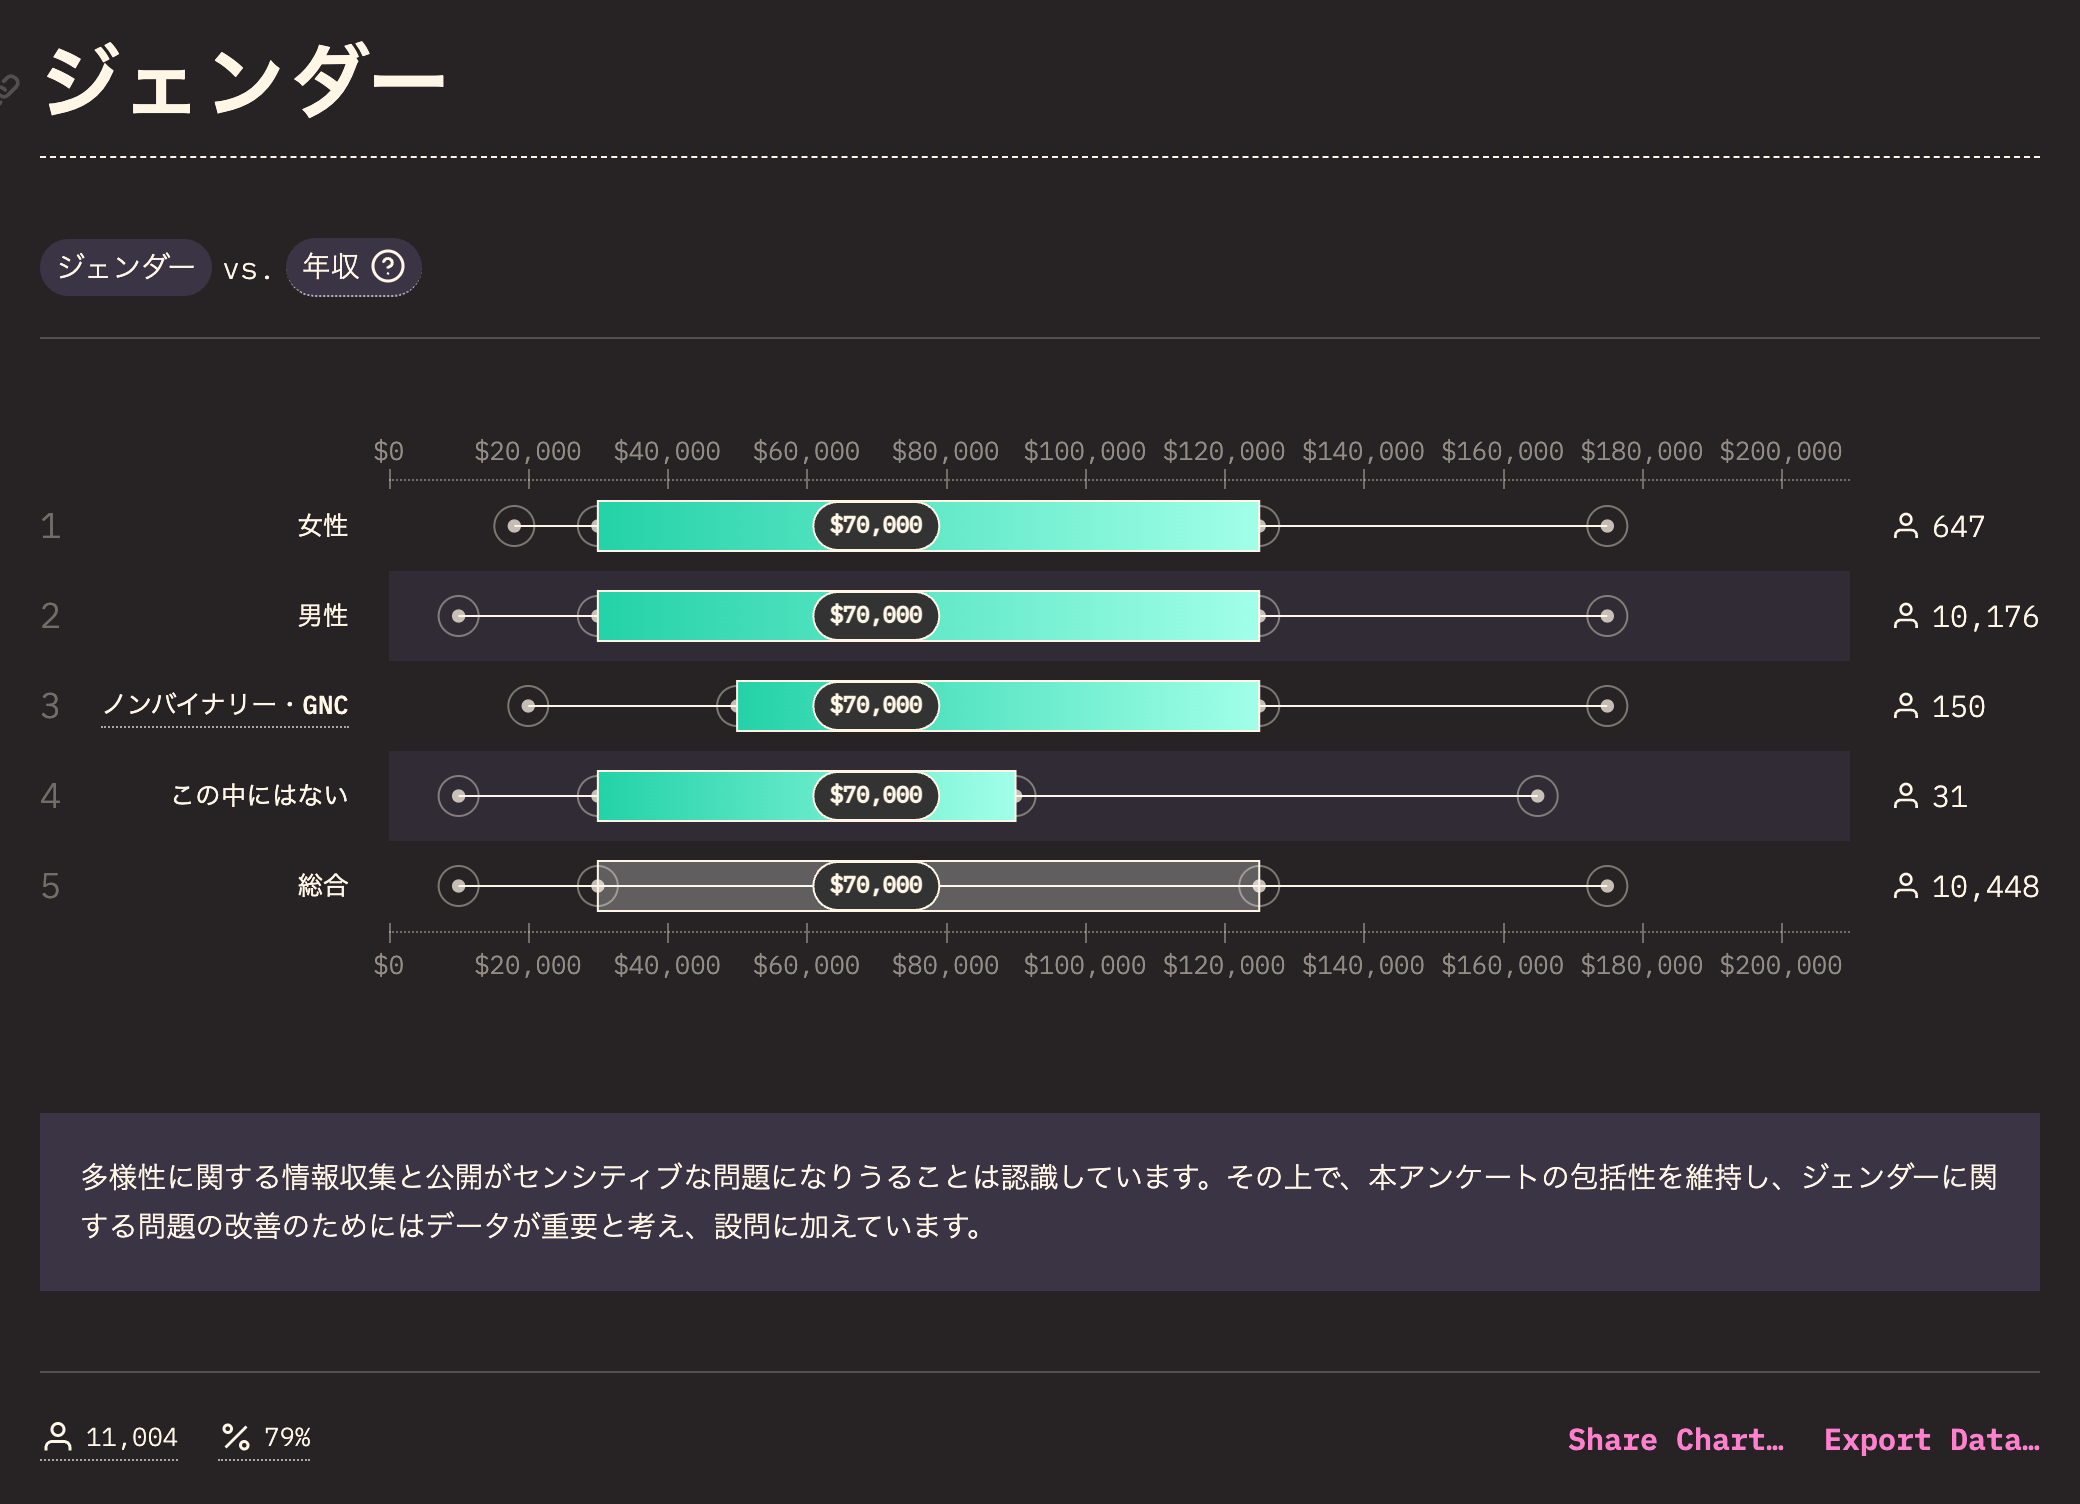 ジェンダー
ジェンダー vs. 年収 ?
$0 $20,000 $40,000 $60,000 $80,000 $100,000 $120,000 $140,000 $160,000 $180,000 $200,000
1 女性 $70,000 647
2 男性 $70,000 10,176
3 ノンバイナリー・GNC $70,000 150
4 この中にはない $70,000 31
5 総合 $70,000 10,448
$0 $20,000 $40,000 $60,000 $80,000 $100,000 $120,000 $140,000 $160,000 $180,000 $200,000
多様性に関する情報収集と公開がセンシティブな問題になりうることは認識しています。その上で、本アンケートの包括性を維持し、ジェンダーに関
する問題の改善のためにはデータが重要と考え、設問に加えています。
11,004 % 79% Share Chart… Export Data…